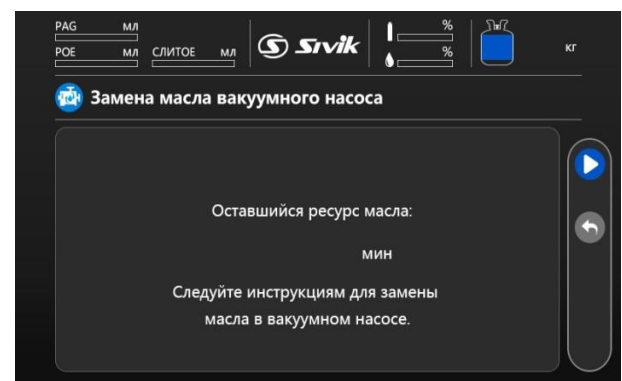 PAG мл
POE мл
СЛИТОЕ мл
Sivik
%
%
кг
Замена масла вакуумного насоса
Оставшийся ресурс масла:
мин
Следуйте инструкциям для замены
масла в вакуумном насосе.